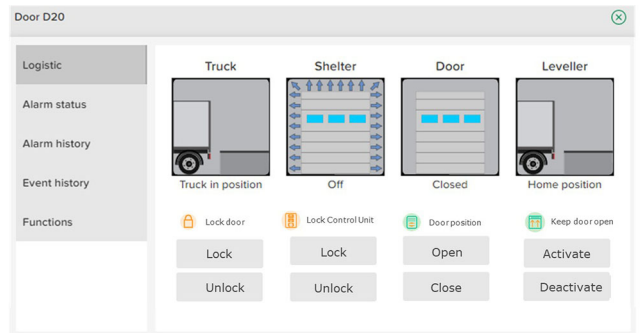 Door D20
Logistic
Alarm status
Alarm history
Event history
Functions
Truck Shelter Door Leveller
Truck in position Off Closed Home position
Lock door Lock Control Unit Door position Keep door open
Lock Lock Open Activate
Unlock Unlock Close Deactivate